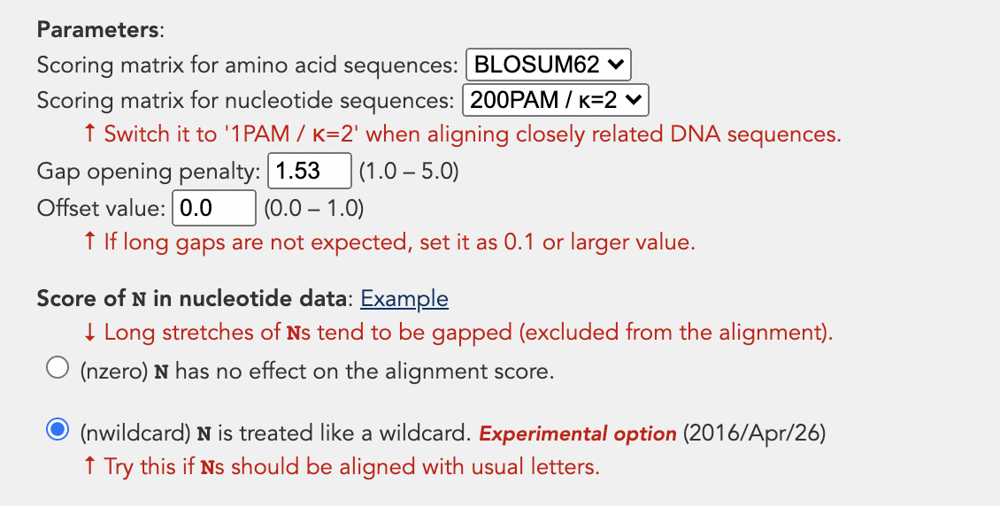 Parameters:
Scoring matrix for amino acid sequences: BLOSUM62
Scoring matrix for nucleotide sequences: 200PAM / κ=2
↑ Switch it to '1PAM / κ=2' when aligning closely related DNA sequences.
Gap opening penalty: 1.53 (1.0 – 5.0)
Offset value: 0.0 (0.0 – 1.0)
↑ If long gaps are not expected, set it as 0.1 or larger value.
Score of N in nucleotide data: Example
↓ Long stretches of Ns tend to be gapped (excluded from the alignment).
(nzero) N has no effect on the alignment score.
(nwildcard) N is treated like a wildcard. Experimental option (2016/Apr/26)
↑ Try this if Ns should be aligned with usual letters.